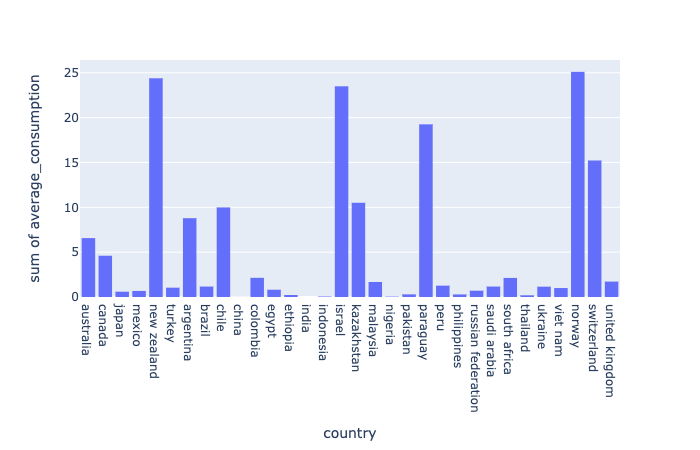 sum of average_consumption
25
20
15
10
5
0
australia
canada
japan
mexico
new zealand
turkey
argentina
brazil
chile
china
colombia
egypt
ethiopia
india
indonesia
israel
kazakhstan
malaysia
nigeria
pakistan
paraguay
peru
philippines
russian federation
saudi arabia
south africa
thailand
ukraine
viet nam
norway
switzerland
united kingdom
country